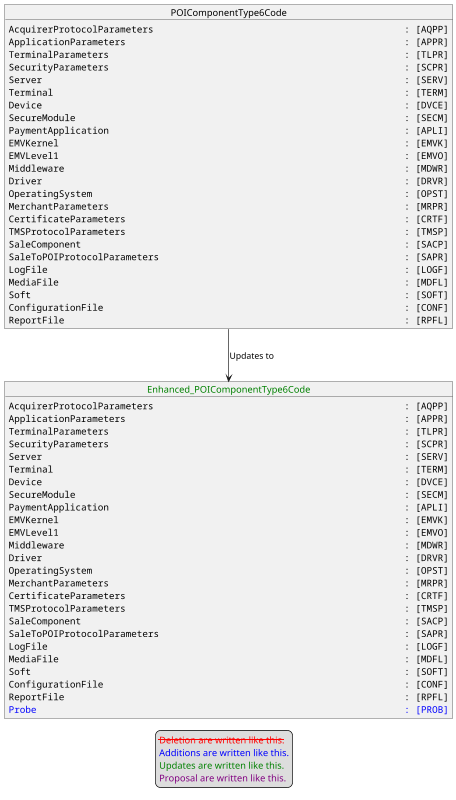 POIComponentType6Code
AcquirerProtocolParameters : [AQPP]
ApplicationParameters : [APPR]
TerminalParameters : [TLPR]
SecurityParameters : [SCPR]
Server : [SERV]
Terminal : [TERM]
Device : [DVCE]
SecureModule : [SECM]
PaymentApplication : [APLI]
EMVKernel : [EMVK]
EMVLevel1 : [EMVO]
Middleware : [MDWR]
Driver : [DRVR]
OperatingSystem : [OPST]
MerchantParameters : [MRPR]
CertificateParameters : [CRTF]
TMSProtocolParameters : [TMSP]
SaleComponent : [SACP]
SaleToPOIProtocolParameters : [SAPR]
LogFile : [LOGF]
MediaFile : [MDFL]
Soft : [SOFT]
ConfigurationFile : [CONF]
ReportFile : [RPFL]
Updates to
Enhanced_POIComponentType6Code
AcquirerProtocolParameters : [AQPP]
ApplicationParameters : [APPR]
TerminalParameters : [TLPR]
SecurityParameters : [SCPR]
Server : [SERV]
Terminal : [TERM]
Device : [DVCE]
SecureModule : [SECM]
PaymentApplication : [APLI]
EMVKernel : [EMVK]
EMVLevel1 : [EMVO]
Middleware : [MDWR]
Driver : [DRVR]
OperatingSystem : [OPST]
MerchantParameters : [MRPR]
CertificateParameters : [CRTF]
TMSProtocolParameters : [TMSP]
SaleComponent : [SACP]
SaleToPOIProtocolParameters : [SAPR]
LogFile : [LOGF]
MediaFile : [MDFL]
Soft : [SOFT]
ConfigurationFile : [CONF]
ReportFile : [RPFL]
Probe : [PROB]
Deletion are written like this.
Additions are written like this.
Updates are written like this.
Proposal are written like this.